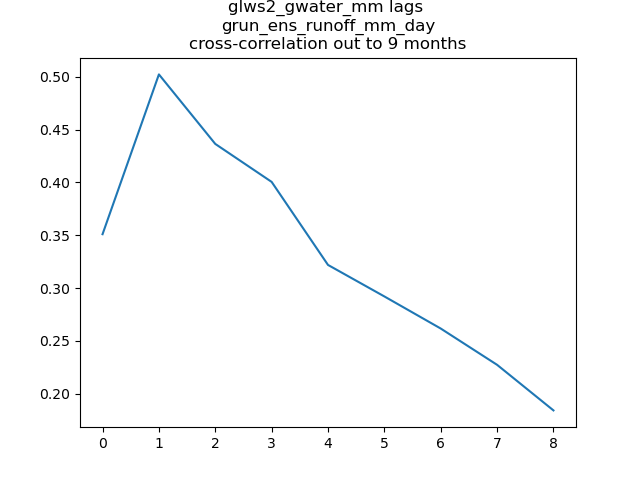 glws2_gwater_mm lags
grun_ens_runoff_mm_day
cross-correlation out to 9 months
0.50
0.45
0.40
0.35
0.30
0.25
0.20
0 1 2 3 4 5 6 7 8